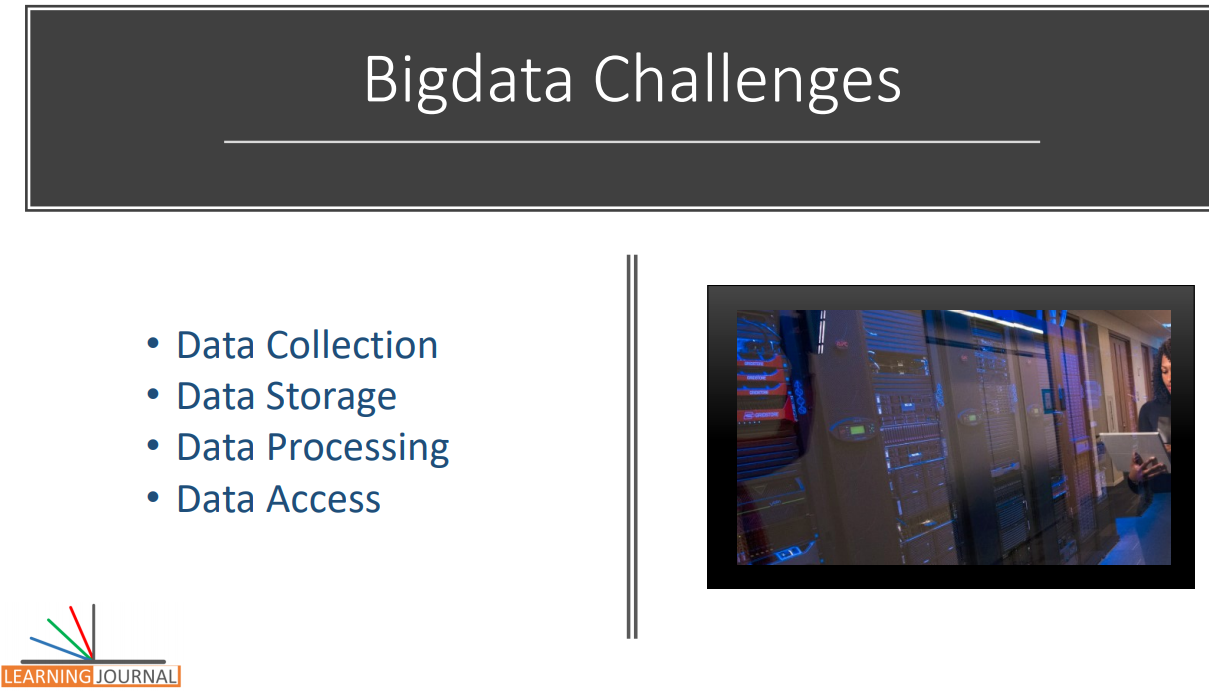 Bigdata Challenges
• Data Collection
• Data Storage
• Data Processing
• Data Access
LEARNING JOURNAL